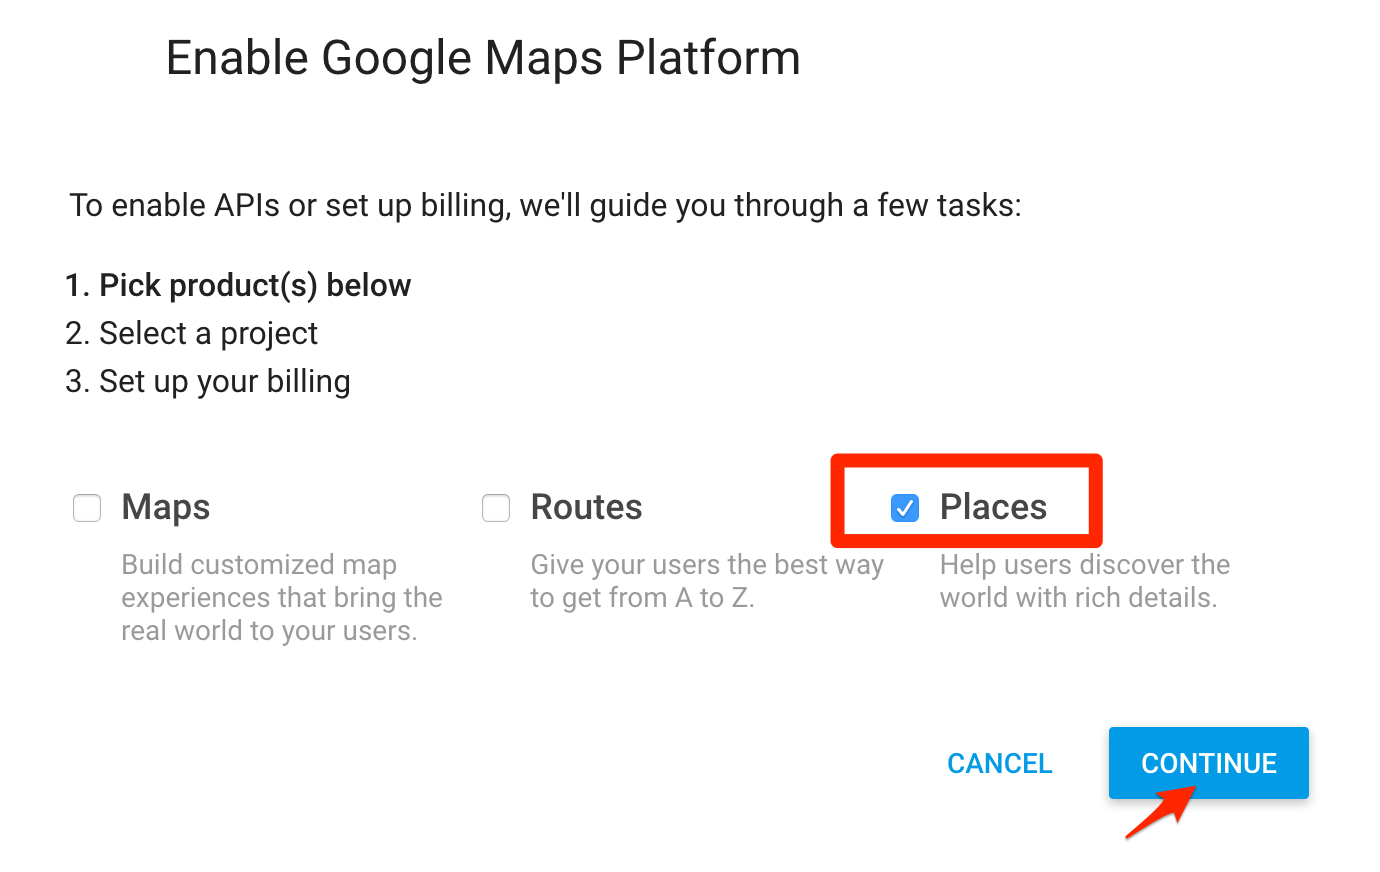 Enable Google Maps Platform
To enable APIs or set up billing, we'll guide you through a few tasks:
1. Pick product(s) below
2. Select a project
3. Set up your billing
Maps
Build customized map
experiences that bring the
real world to your users.
Routes
Give your users the best way
to get from A to Z.
Places
Help users discover the
world with rich details.
CANCEL
CONTINUE